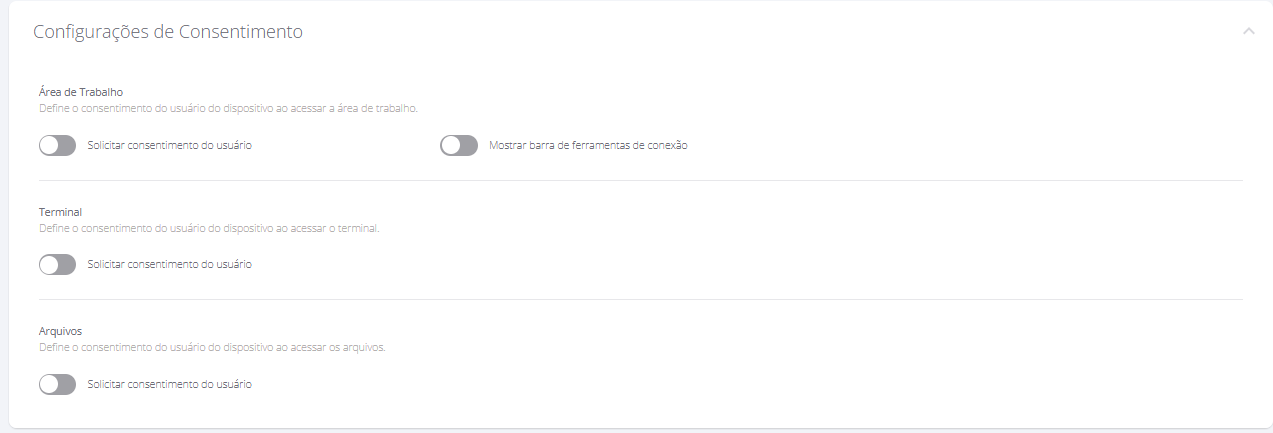 Configurações de Consentimento
Área de Trabalho
Define o consentimento do usuário do dispositivo ao acessar a área de trabalho.
Solicitar consentimento do usuário
Mostrar barra de ferramentas de conexão
Terminal
Define o consentimento do usuário do dispositivo ao acessar o terminal.
Solicitar consentimento do usuário
Arquivos
Define o consentimento do usuário do dispositivo ao acessar os arquivos.
Solicitar consentimento do usuário